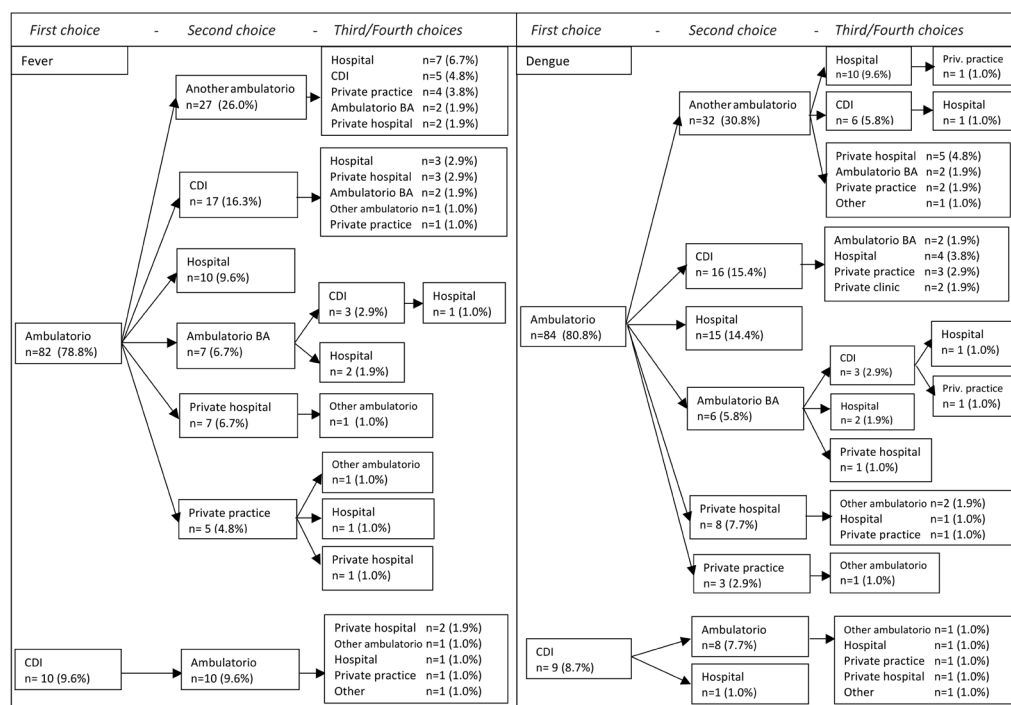 First choice - Second choice - Third/Fourth choices
Fever
Ambulatorio
n=82 (78.8%)
Another ambulatorio
n=27 (26.0%)
Hospital n=7 (6.7%)
CDI n=5 (4.8%)
Private practice n=4 (3.8%)
Ambulatorio BA n=2 (1.9%)
Private hospital n=2 (1.9%)
CDI
n= 17 (16.3%)
Hospital n=3 (2.9%)
Private hospital n=3 (2.9%)
Ambulatorio BA n=2 (1.9%)
Other ambulatorio n=1 (1.0%)
Private practice n=1 (1.0%)
Hospital
n=10 (9.6%)
Ambulatorio BA
n=7 (6.7%)
CDI
n= 3 (2.9%)
Hospital
n= 1 (1.0%)
Hospital
n= 2 (1.9%)
Private hospital
n= 7 (6.7%)
Other ambulatorio
n=1 (1.0%)
Private practice
n= 5 (4.8%)
Other ambulatorio
n=1 (1.0%)
Hospital
n= 1 (1.0%)
Private hospital
n= 1 (1.0%)
CDI
n= 10 (9.6%)
Ambulatorio
n=10 (9.6%)
Private hospital n=2 (1.9%)
Other ambulatorio n=1 (1.0%)
Hospital n=1 (1.0%)
Private practice n=1 (1.0%)
Other n=1 (1.0%)
First choice - Second choice - Third/Fourth choices
Dengue
Ambulatorio
n=84 (80.8%)
Another ambulatorio
n=32 (30.8%)
Hospital
n=10 (9.6%)
Priv. practice
n= 1 (1.0%)
CDI
n= 6 (5.8%)
Hospital
n= 1 (1.0%)
Private hospital n=5 (4.8%)
Ambulatorio BA n=2 (1.9%)
Private practice n=2 (1.9%)
Other n=1 (1.0%)
CDI
n= 16 (15.4%)
Ambulatorio BA n=2 (1.9%)
Hospital n=4 (3.8%)
Private practice n=3 (2.9%)
Private clinic n=2 (1.9%)
Hospital
n=15 (14.4%)
Ambulatorio BA
n=6 (5.8%)
CDI
n= 3 (2.9%)
Hospital
n= 1 (1.0%)
Priv. practice
n= 1 (1.0%)
Hospital
n= 2 (1.9%)
Private hospital
n= 1 (1.0%)
Private hospital
n= 8 (7.7%)
Other ambulatorio n=2 (1.9%)
Hospital n=1 (1.0%)
Private practice n=1 (1.0%)
Private practice
n= 3 (2.9%)
Other ambulatorio
n=1 (1.0%)
CDI
n= 9 (8.7%)
Ambulatorio
n=8 (7.7%)
Other ambulatorio n=1 (1.0%)
Hospital n=1 (1.0%)
Private practice n=1 (1.0%)
Private hospital n=1 (1.0%)
Other n=1 (1.0%)
Hospital
n=1 (1.0%)